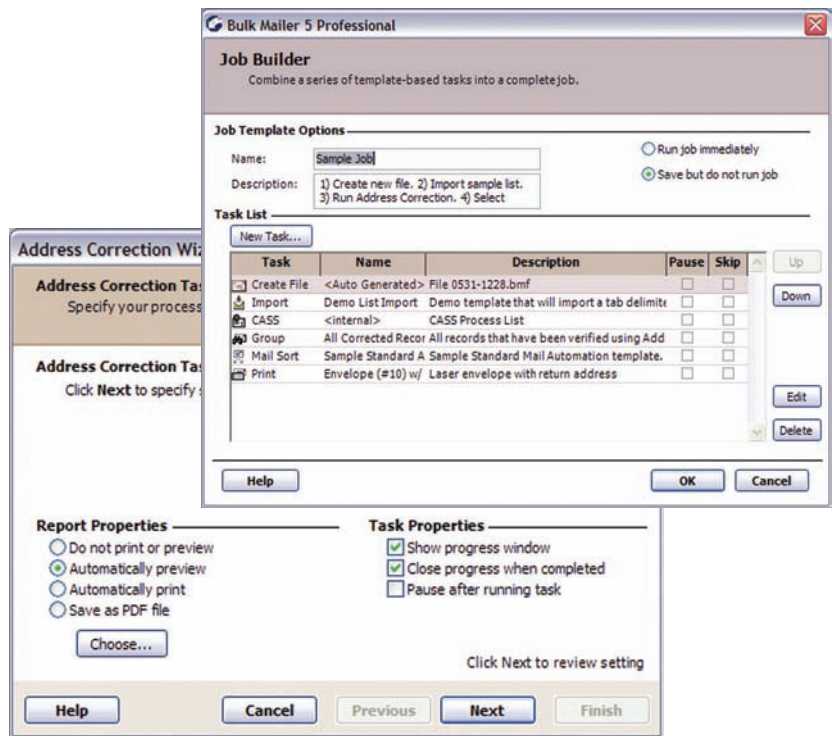 Bulk Mailer 5 Professional
Job Builder
Combine a series of template-based tasks into a complete job.
Job Template Options
Name: Sample Job
Run job immediately
Description: 1) Create new file. 2) Import sample list.
3) Run Address Correction. 4) Select
Save but do not run job
Task List
New Task...
Task Name Description Pause Skip
Up
Create File <Auto Generated> File 0531-1228.bmf
Import Demo List Import Demo template that will import a tab delimite
Down
CASS <internal> CASS Process List
Group All Corrected Recor All records that have been verified using Add
Mail Sort Sample Standard A Sample Standard Mail Automation template.
Print Envelope (#10) w/ Laser envelope with return address
Edit
Delete
Help OK Cancel
Address Correction Wiz
Address Correction Tas
Specify your process
Address Correction Tas
Click Next to specify s
Report Properties
Do not print or preview
Automatically preview
Automatically print
Save as PDF file
Choose...
Task Properties
Show progress window
Close progress when completed
Pause after running task
Click Next to review setting
Help Cancel Previous Next Finish